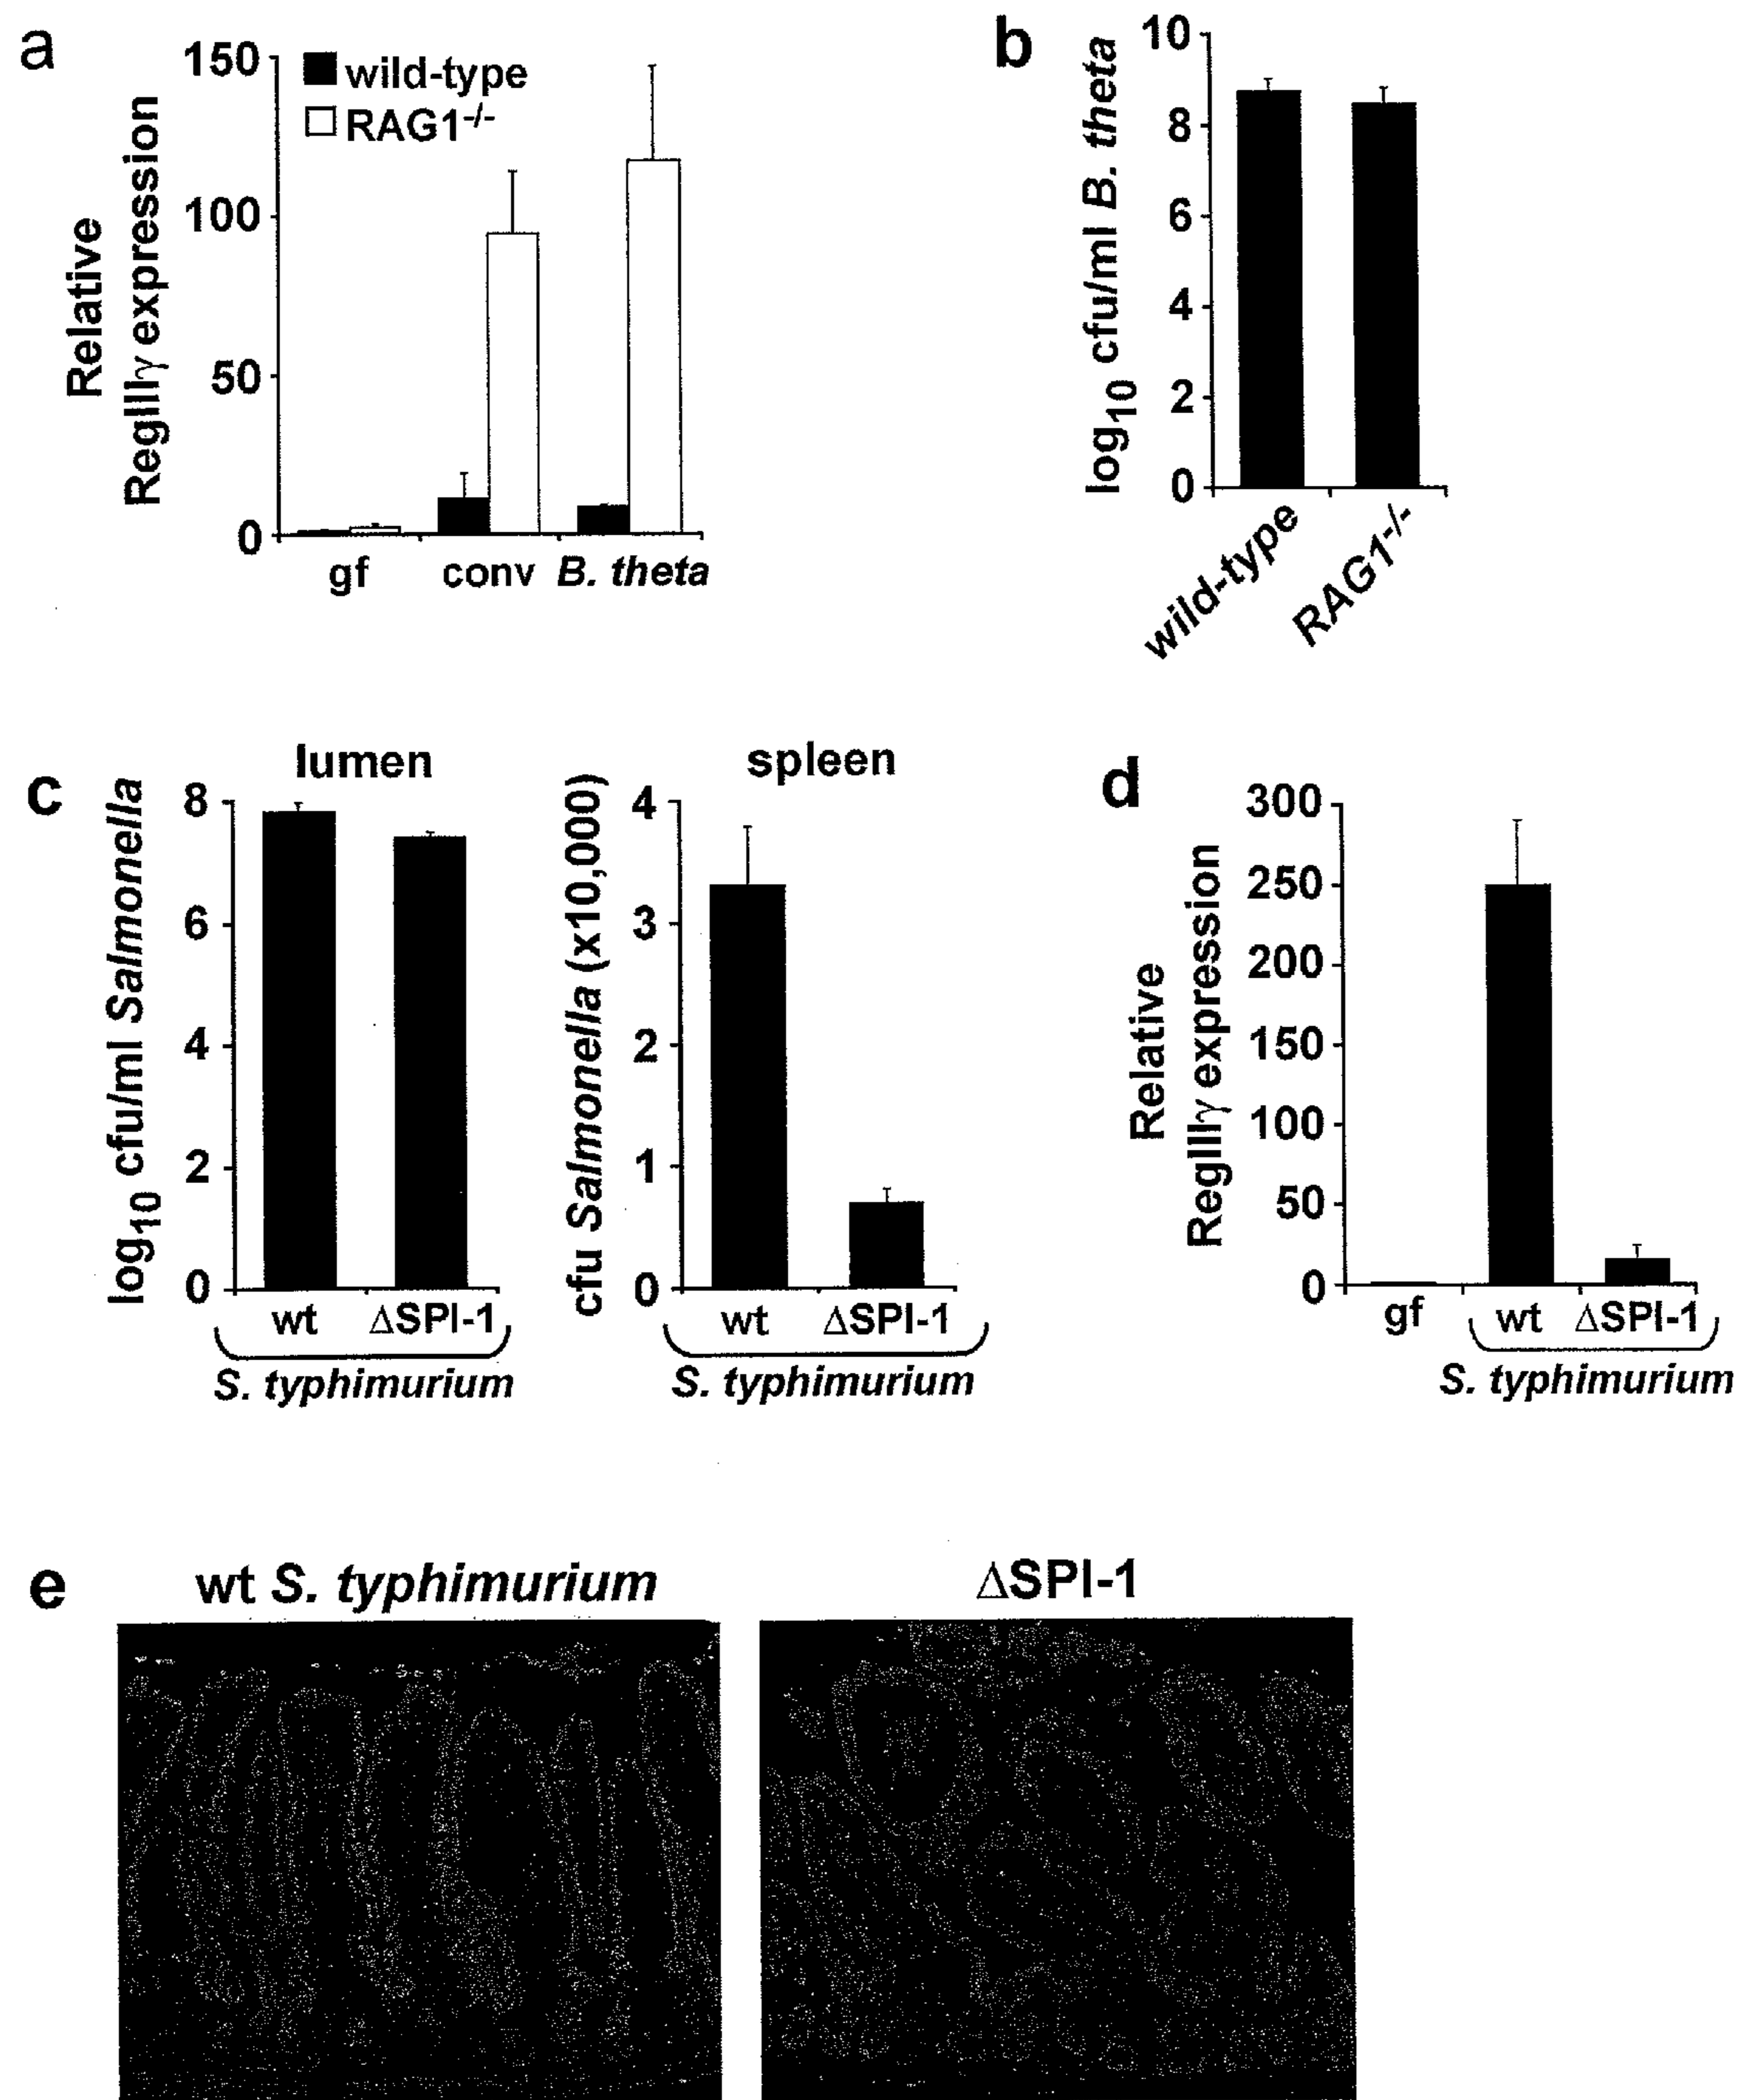 a
150
100
50
0
Relative
RegIIIγ expression
wild-type
RAG1-/-
gf conv B. theta
b
10
8
6
4
2
0
log10 cfu/ml B. theta
wild-type
RAG1-/-
c
lumen
8
6
4
2
0
log10 cfu/ml Salmonella
wt ΔSPI-1
S. typhimurium
spleen
4
3
2
1
0
cfu Salmonella (x10,000)
wt ΔSPI-1
S. typhimurium
d
300
250
200
150
100
50
0
Relative
RegIIIγ expression
gf wt ΔSPI-1
S. typhimurium
e
wt S. typhimurium
ΔSPI-1